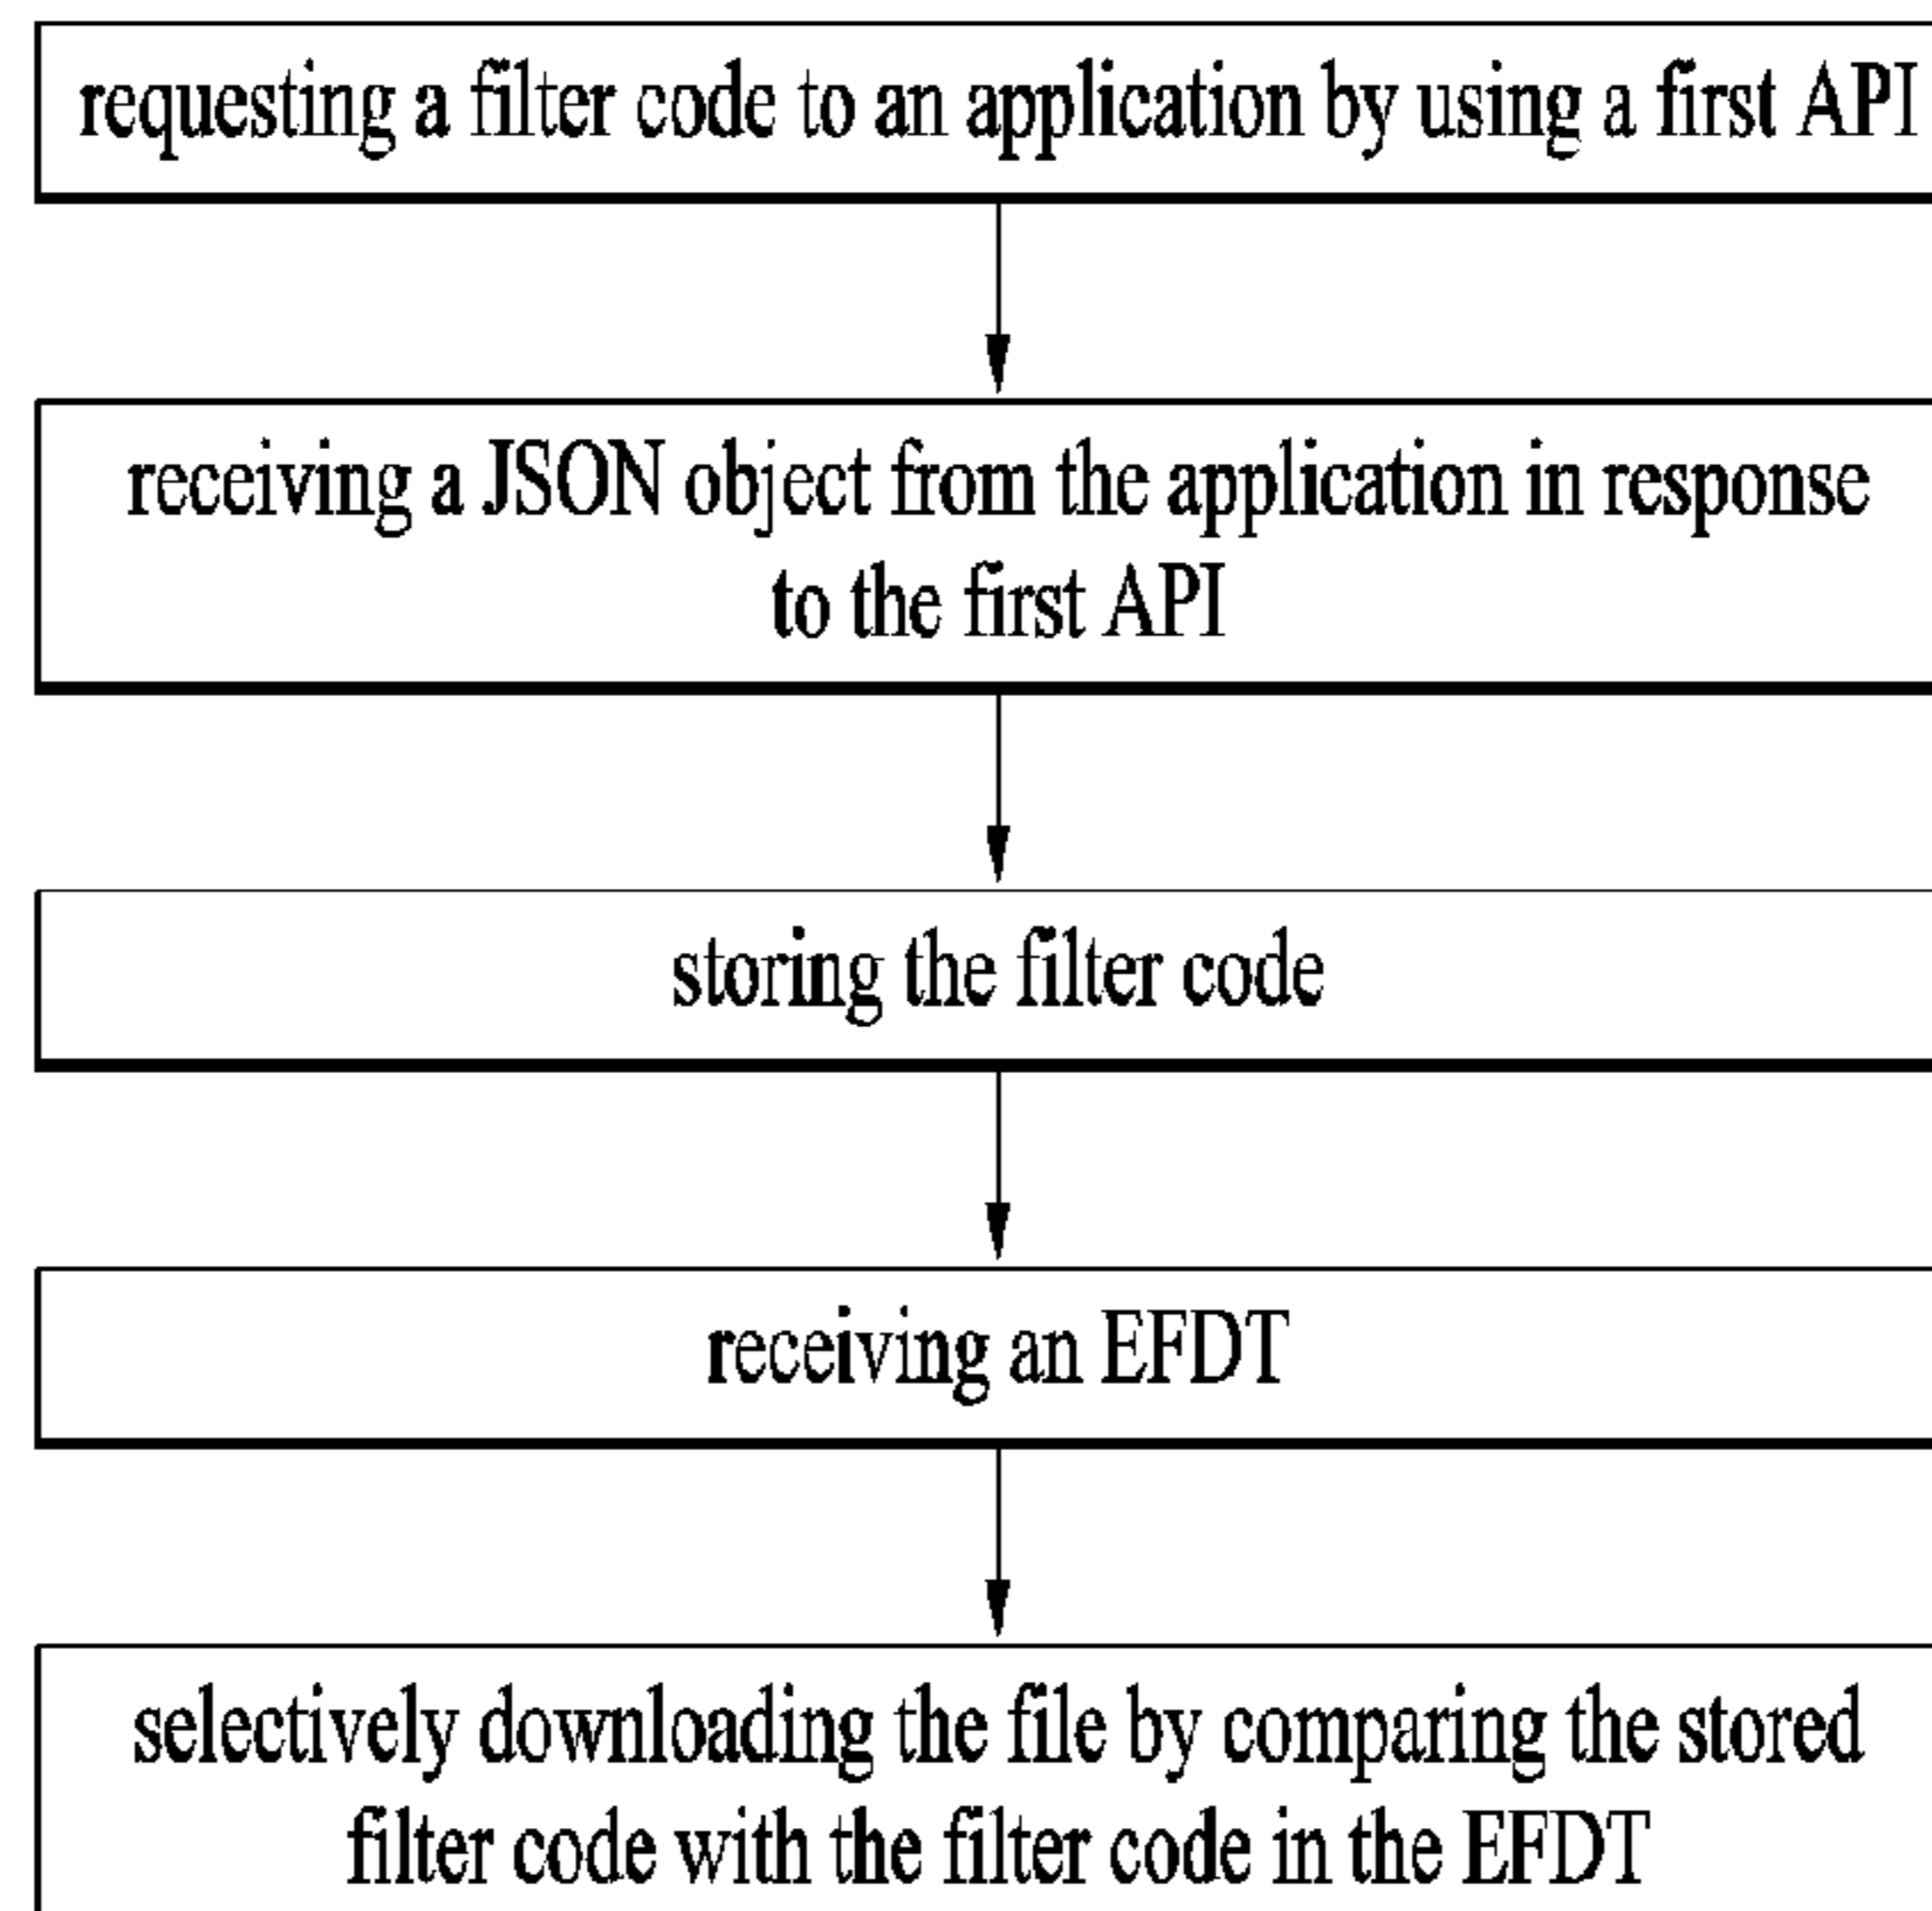 requesting a filter code to an application by using a first API
receiving a JSON object from the application in response
to the first API
storing the filter code
receiving an EFDT
selectively downloading the file by comparing the stored
filter code with the filter code in the EFDT